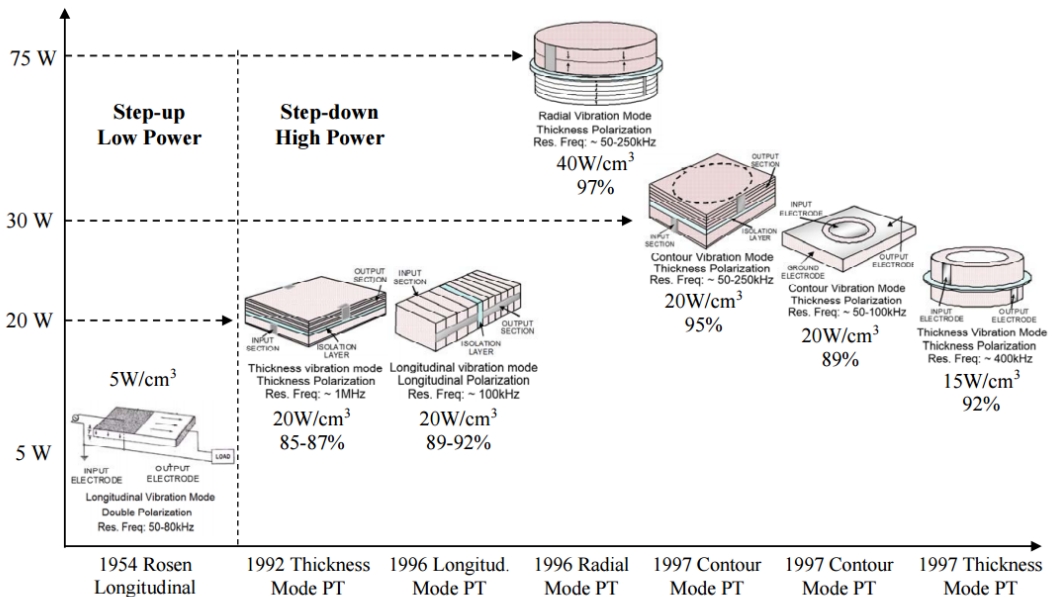 75 W
30 W
20 W
5 W
Step-up
Low Power
Step-down
High Power
5W/cm³
INPUT
ELECTRODE
OUTPUT
ELECTRODE
LOAD
Longitudinal Vibration Mode
Double Polarization
Res. Freq: 50-80kHz
OUTPUT
SECTION
INPUT
SECTION
ISOLATION
LAYER
Thickness vibration mode
Thickness Polarization
Res. Freq: ~ 1MHz
20W/cm³
85-87%
INPUT
SECTION
OUTPUT
SECTION
ISOLATION
LAYER
Longitudinal vibration mode
Longitudinal Polarization
Res. Freq: ~ 100kHz
20W/cm³
89-92%
Radial Vibration Mode
Thickness Polarization
Res. Freq: ~ 50-250kHz
40W/cm³
97%
OUTPUT
SECTION
INPUT
SECTION
ISOLATION
LAYER
Contour Vibration Mode
Thickness Polarization
Res. Freq: ~ 50-250kHz
20W/cm³
95%
INPUT
ELECTRODE
GROUND
ELECTRODE
OUTPUT
ELECTRODE
Contour Vibration Mode
Thickness Polarization
Res. Freq: ~ 50-100kHz
20W/cm³
89%
INPUT
ELECTRODE
OUTPUT
ELECTRODE
Thickness Vibration Mode
Thickness Polarization
Res. Freq: ~ 400kHz
15W/cm³
92%
1954 Rosen
Longitudinal
1992 Thickness
Mode PT
1996 Longitud.
Mode PT
1996 Radial
Mode PT
1997 Contour
Mode PT
1997 Contour
Mode PT
1997 Thickness
Mode PT